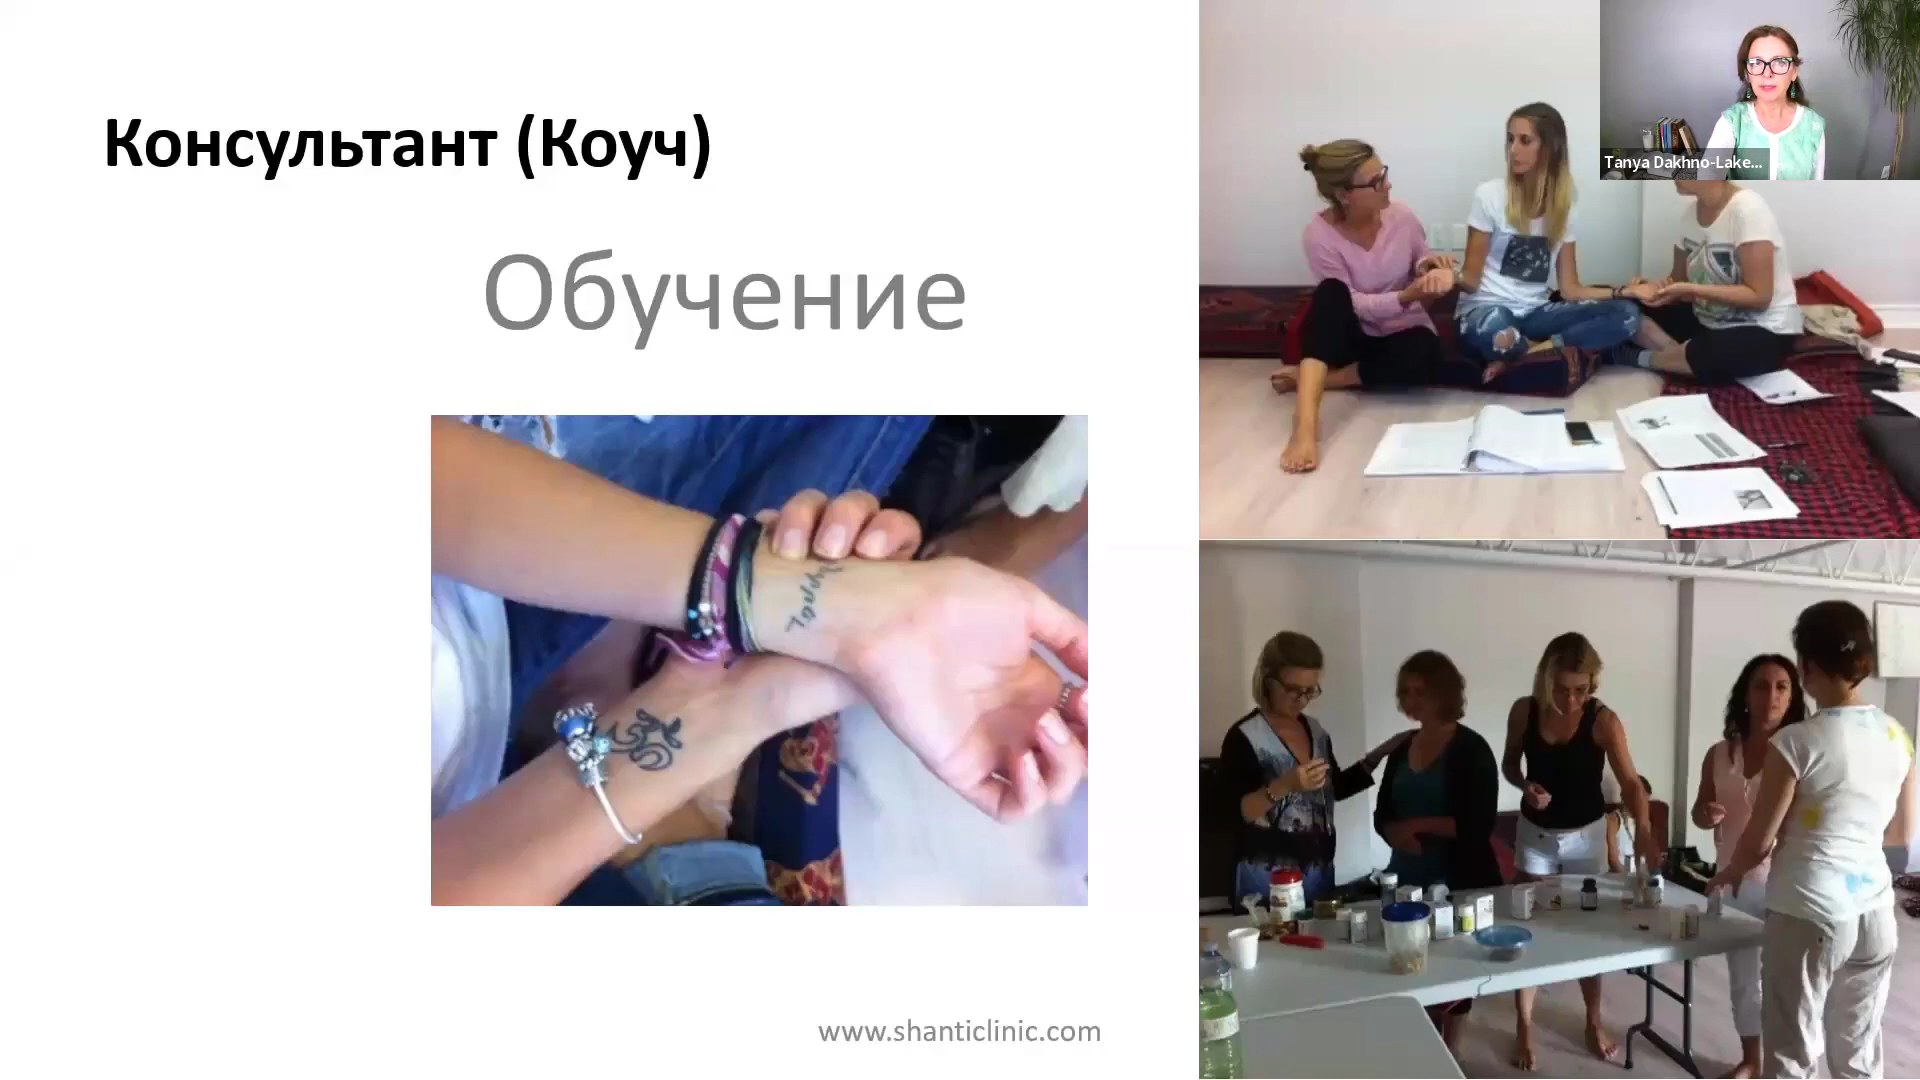 Консультант (Коуч)
Обучение
Tanya Dakhno-Lake...
www.shanticlinic.com